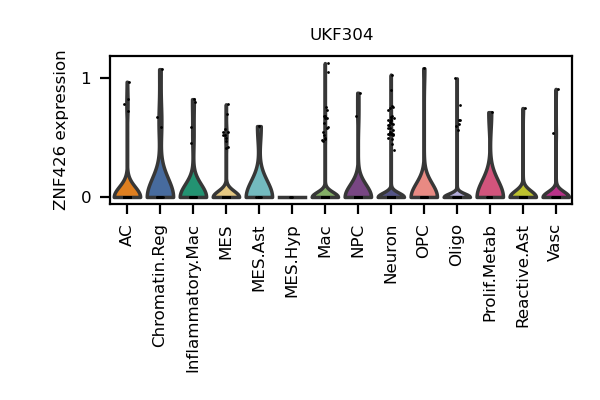 UKF304
ZNF426 expression
1
0
AC
Chromatin.Reg
Inflammatory.Mac
MES
MES.Ast
MES.Hyp
Mac
NPC
Neuron
OPC
Oligo
Prolif.Metab
Reactive.Ast
Vasc